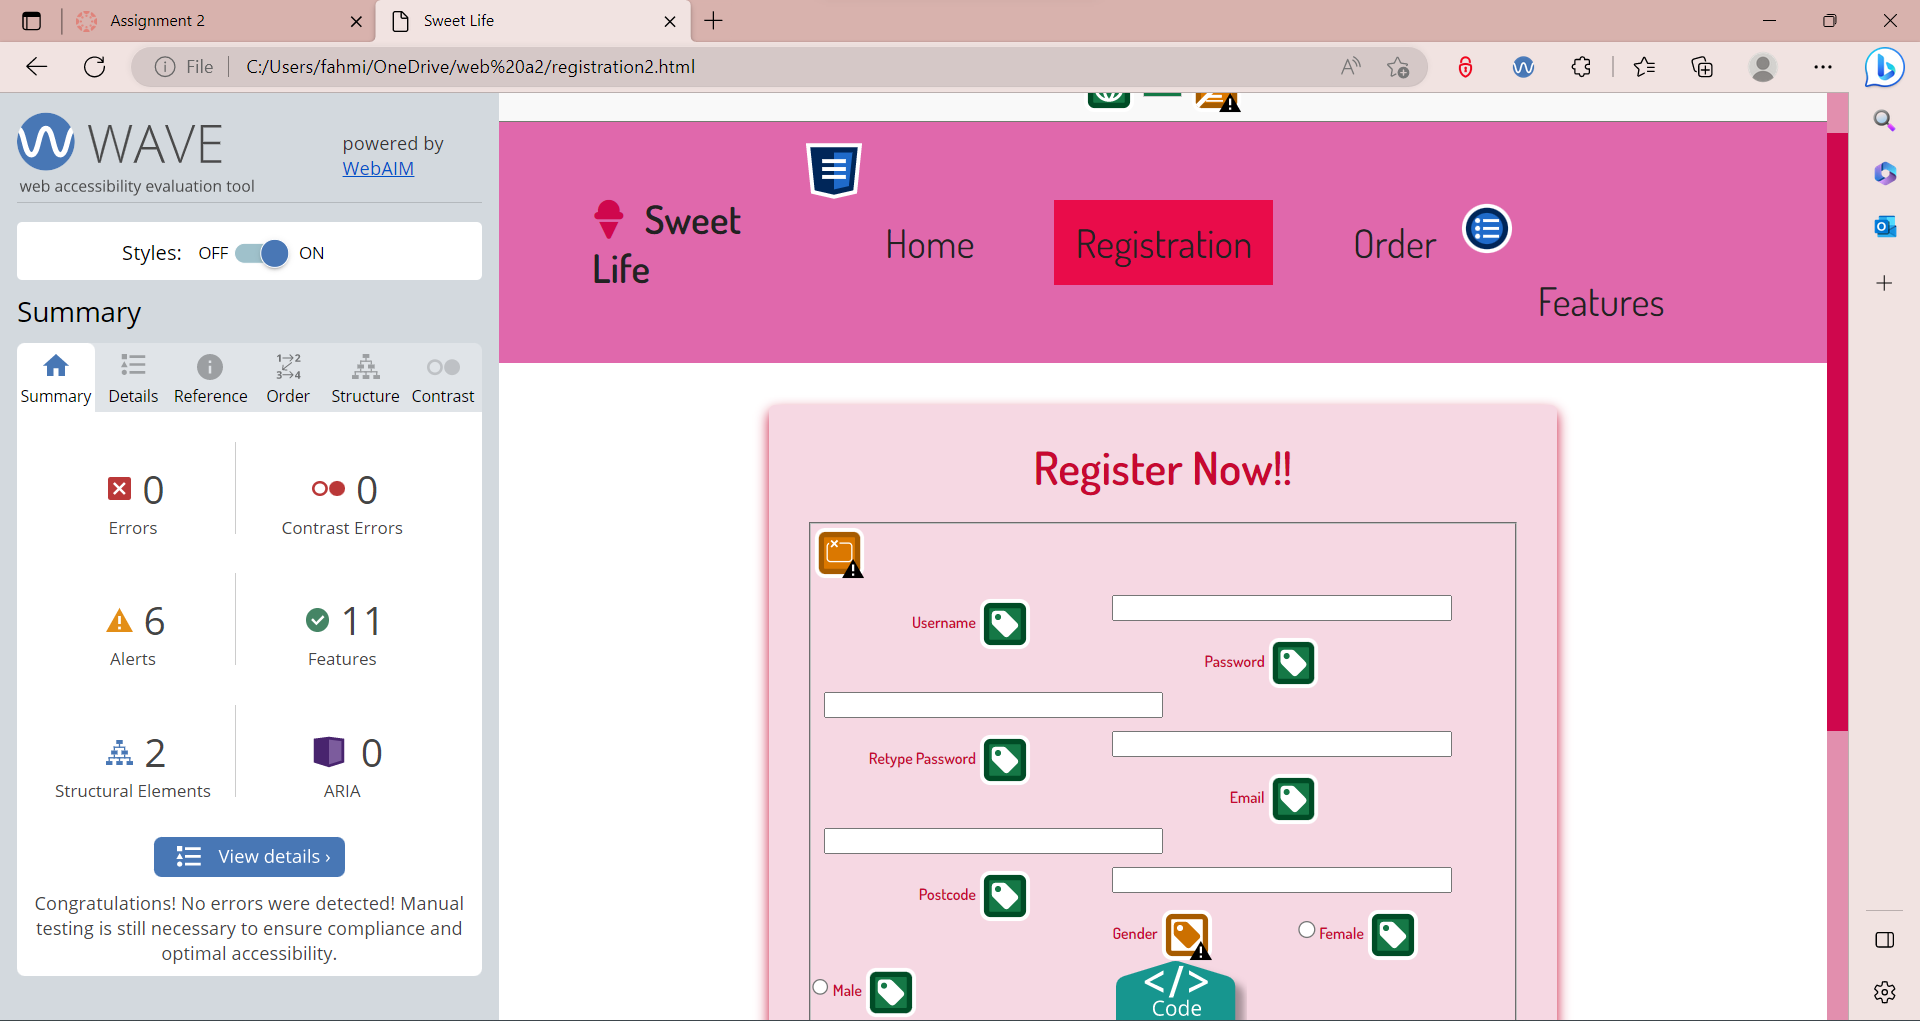 Assignment 2
Sweet Life
File
C:/Users/fahmi/OneDrive/web%20a2/registration2.html
WAVE
powered by
WebAIM
web accessibility evaluation tool
Styles: OFF ON
Summary
Summary Details Reference Order Structure Contrast
0
Errors
0
Contrast Errors
6
Alerts
11
Features
2
Structural Elements
0
ARIA
View details ›
Congratulations! No errors were detected! Manual
testing is still necessary to ensure compliance and
optimal accessibility.
Sweet
Life
Home
Registration
Order
Features
Register Now!!
Username
Password
Retype Password
Email
Postcode
Gender
Female
Male
</>
Code